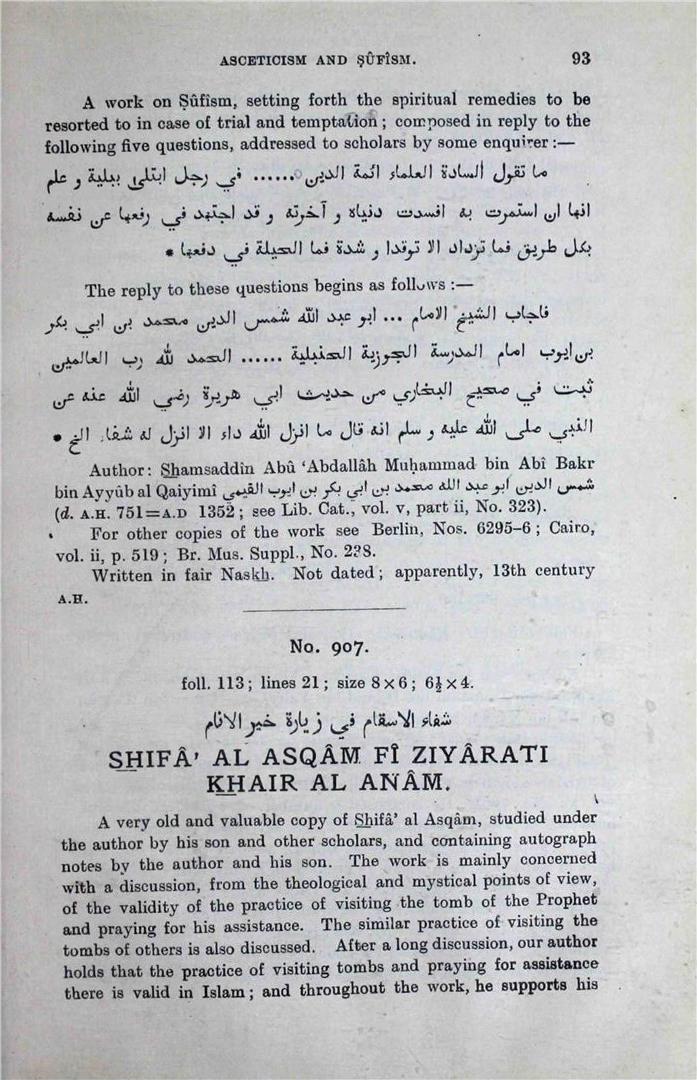 ASCETICISM AND ṢÛFÎSM. 93
A work on Ṣûfîsm, setting forth the spiritual remedies to be
resorted to in case of trial and temptation ; composed in reply to the
following five questions, addressed to scholars by some enquirer :—
ما تقول السادة العلماء ائمة الدين ...... في رجل ابتلى ببلية و علم
انها ان استمرت به افسدت دنياه و آخرته و قد اجتهد في رفعها عن نفسه
بكل طريق فما تزداد الا توقدا و شدة فما الحيلة في دفعها *
The reply to these questions begins as follows :—
فاجاب الشيخ الامام ... ابو عبد الله شمس الدين محمد بن ابي بكر
بن ايوب امام المدرسة الجوزية الحنبلية ...... الحمد لله رب العالمين
ثبت في صحيح البخاري من حديث ابي هريرة رضي الله عنه عن
النبي صلى الله عليه و سلم انه قال ما انزل الله داء الا انزل له شفاء الخ *
Author: S͟hamsaddîn Abû ‘Abdallâh Muḥammad bin Abî Bakr
bin Ayyûb al Qaiyimî شمس الدين ابو عبد الله محمد بن ابي بكر بن ايوب القيمي
(d. A.H. 751=A.D 1352 ; see Lib. Cat., vol. v, part ii, No. 323).
For other copies of the work see Berlin, Nos. 6295–6 ; Cairo,
vol. ii, p. 519 ; Br. Mus. Suppl., No. 238.
Written in fair Nask͟h. Not dated ; apparently, 13th century
A.H.
No. 907.
foll. 113 ; lines 21 ; size 8 × 6 ; 6½ × 4.
شفاء الاسقام في زيارة خير الانام
S͟HIFÂ’ AL ASQÂM FÎ ZIYÂRATI
K͟HAIR AL ANÂM.
A very old and valuable copy of S͟hifâ’ al Asqâm, studied under
the author by his son and other scholars, and containing autograph
notes by the author and his son. The work is mainly concerned
with a discussion, from the theological and mystical points of view,
of the validity of the practice of visiting the tomb of the Prophet
and praying for his assistance. The similar practice of visiting the
tombs of others is also discussed. After a long discussion, our author
holds that the practice of visiting tombs and praying for assistance
there is valid in Islam ; and throughout the work, he supports his